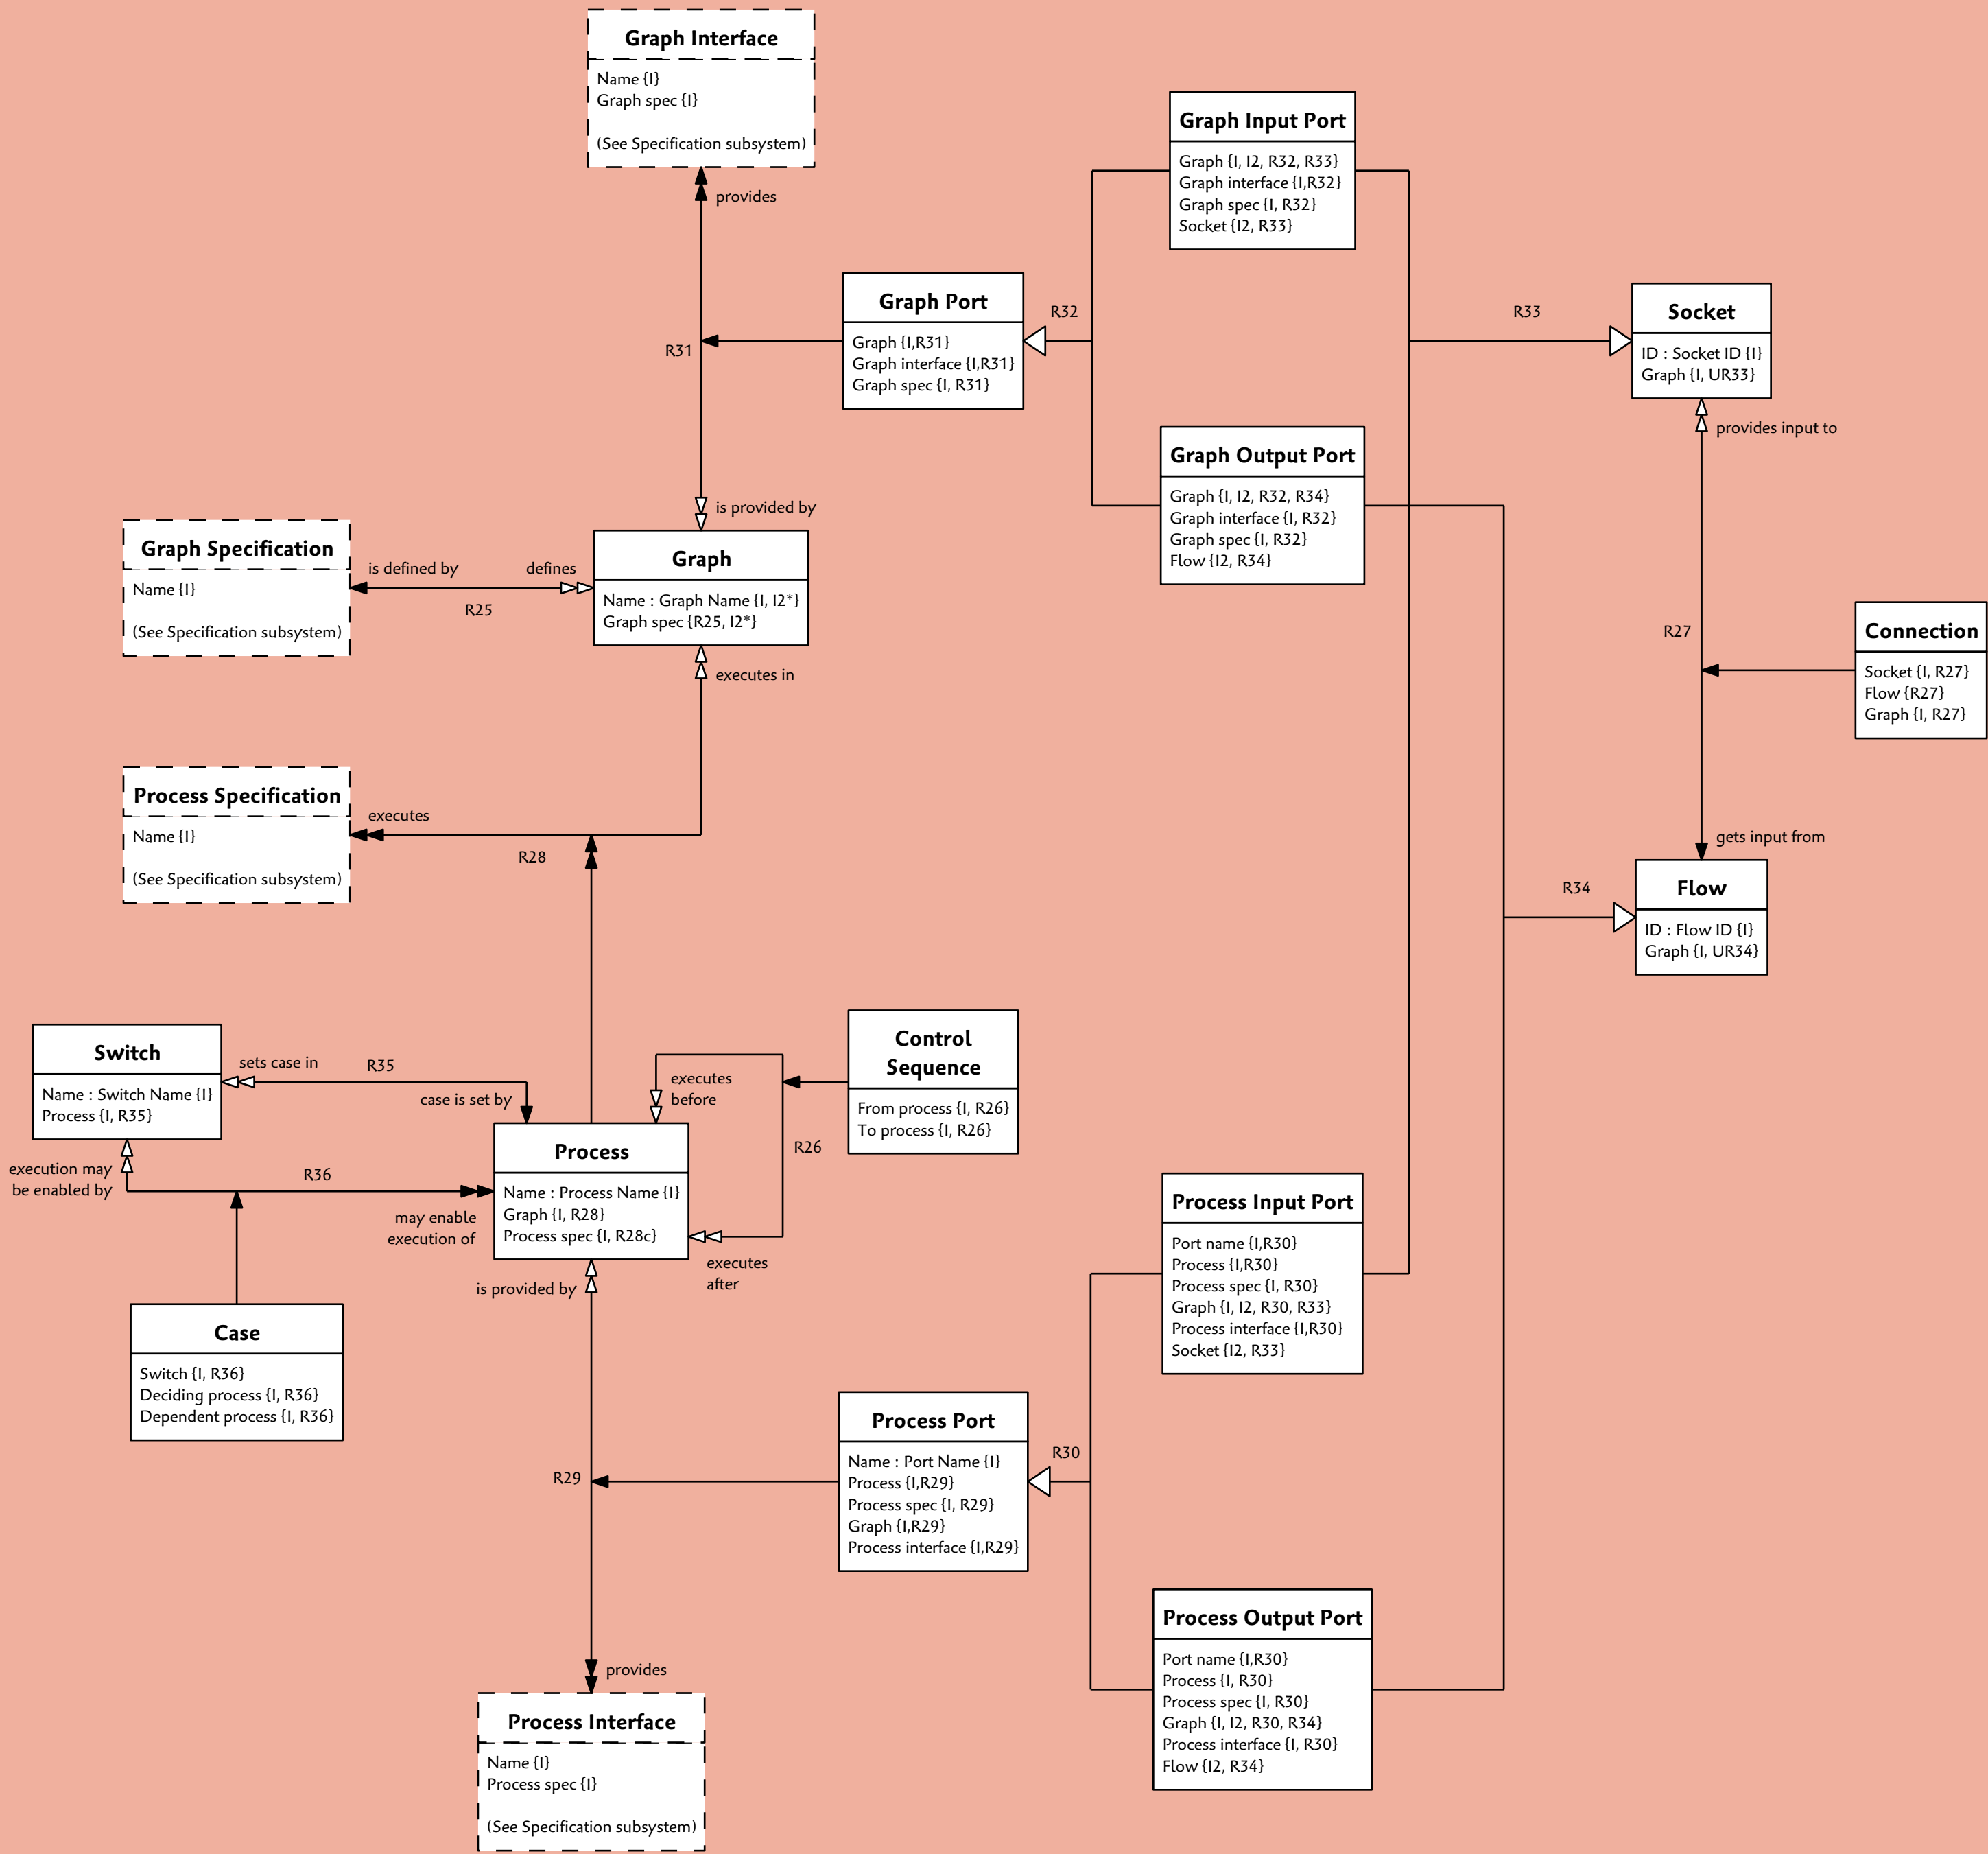 Graph Interface
Name {I}
Graph spec {I}
(See Specification subsystem)
provides
R31
is provided by
Graph Input Port
Graph {I, I2, R32, R33}
Graph interface {I,R32}
Graph spec {I, R32}
Socket {I2, R33}
Graph Port
Graph {I,R31}
Graph interface {I,R31}
Graph spec {I, R31}
R32
R33
Socket
ID : Socket ID {I}
Graph {I, UR33}
provides input to
Graph Output Port
Graph {I, I2, R32, R34}
Graph interface {I, R32}
Graph spec {I, R32}
Flow {I2, R34}
Graph Specification
Name {I}
(See Specification subsystem)
is defined by
defines
R25
Graph
Name : Graph Name {I, I2*}
Graph spec {R25, I2*}
executes in
R27
Connection
Socket {I, R27}
Flow {R27}
Graph {I, R27}
Process Specification
Name {I}
(See Specification subsystem)
executes
R28
gets input from
R34
Flow
ID : Flow ID {I}
Graph {I, UR34}
Switch
Name : Switch Name {I}
Process {I, R35}
sets case in
R35
case is set by
executes
before
Control
Sequence
From process {I, R26}
To process {I, R26}
R26
execution may
be enabled by
R36
may enable
execution of
Process
Name : Process Name {I}
Graph {I, R28}
Process spec {I, R28c}
executes
after
is provided by
Case
Switch {I, R36}
Deciding process {I, R36}
Dependent process {I, R36}
Process Input Port
Port name {I,R30}
Process {I,R30}
Process spec {I, R30}
Graph {I, I2, R30, R33}
Process interface {I,R30}
Socket {I2, R33}
R29
Process Port
Name : Port Name {I}
Process {I,R29}
Process spec {I, R29}
Graph {I,R29}
Process interface {I,R29}
R30
Process Output Port
Port name {I,R30}
Process {I, R30}
Process spec {I, R30}
Graph {I, I2, R30, R34}
Process interface {I, R30}
Flow {I2, R34}
provides
Process Interface
Name {I}
Process spec {I}
(See Specification subsystem)